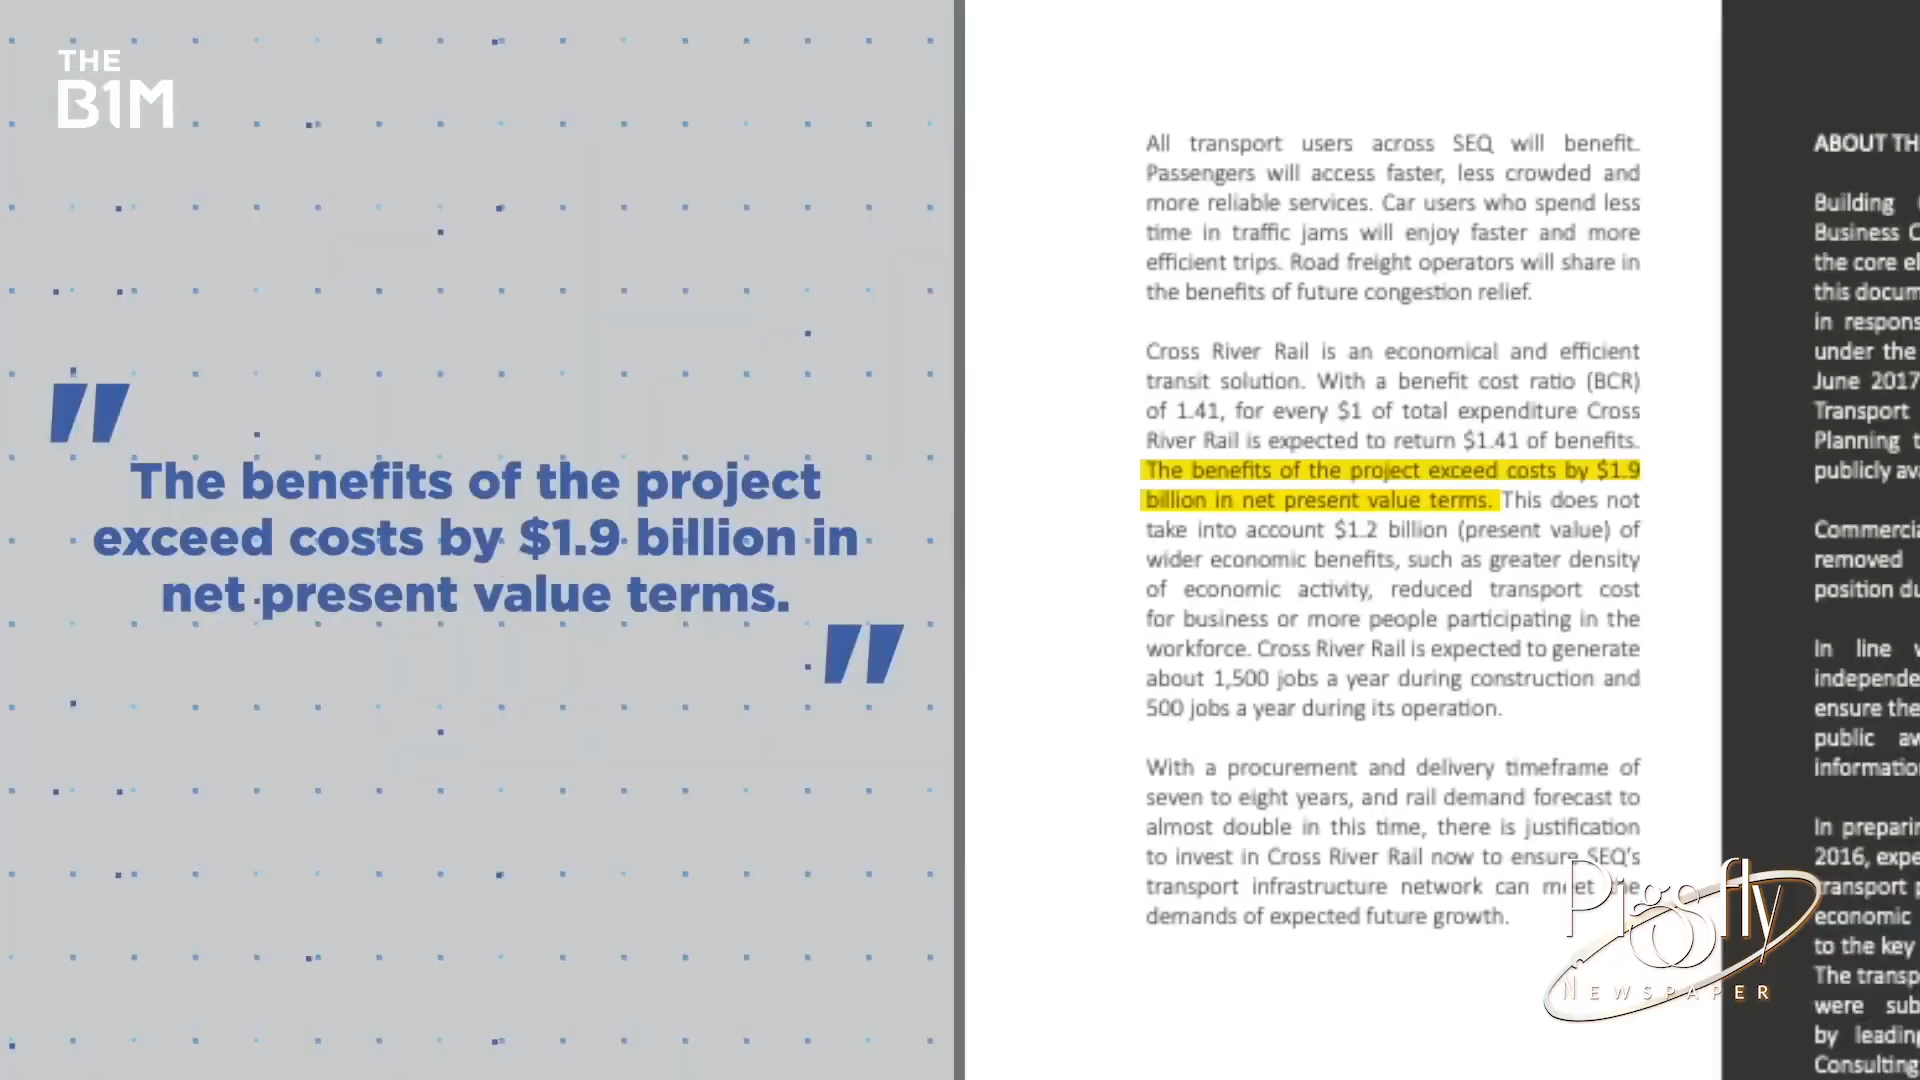 THE
B1M
"
The benefits of the project
exceed costs by $1.9 billion in
net present value terms.
"
All transport users across SEQ will benefit.
Passengers will access faster, less crowded and
more reliable services. Car users who spend less
time in traffic jams will enjoy faster and more
efficient trips. Road freight operators will share in
the benefits of future congestion relief.
Cross River Rail is an economical and efficient
transit solution. With a benefit cost ratio (BCR)
of 1.41, for every $1 of total expenditure Cross
River Rail is expected to return $1.41 of benefits.
The benefits of the project exceed costs by $1.9
billion in net present value terms. This does not
take into account $1.2 billion (present value) of
wider economic benefits, such as greater density
of economic activity, reduced transport cost
for business or more people participating in the
workforce. Cross River Rail is expected to generate
about 1,500 jobs a year during construction and
500 jobs a year during its operation.
With a procurement and delivery timeframe of
seven to eight years, and rail demand forecast to
almost double in this time, there is justification
to invest in Cross River Rail now to ensure SEQ's
transport infrastructure network can meet the
demands of expected future growth.
ABOUT
Building
Business
the core
this
in
under the
June 2017
Transport
Planning
publicly
removed
position
In line
ensure the
public
In
2016,
transport
economic
to the key
The
were
by
Consulting
Pigsfly
NEWSPAPER